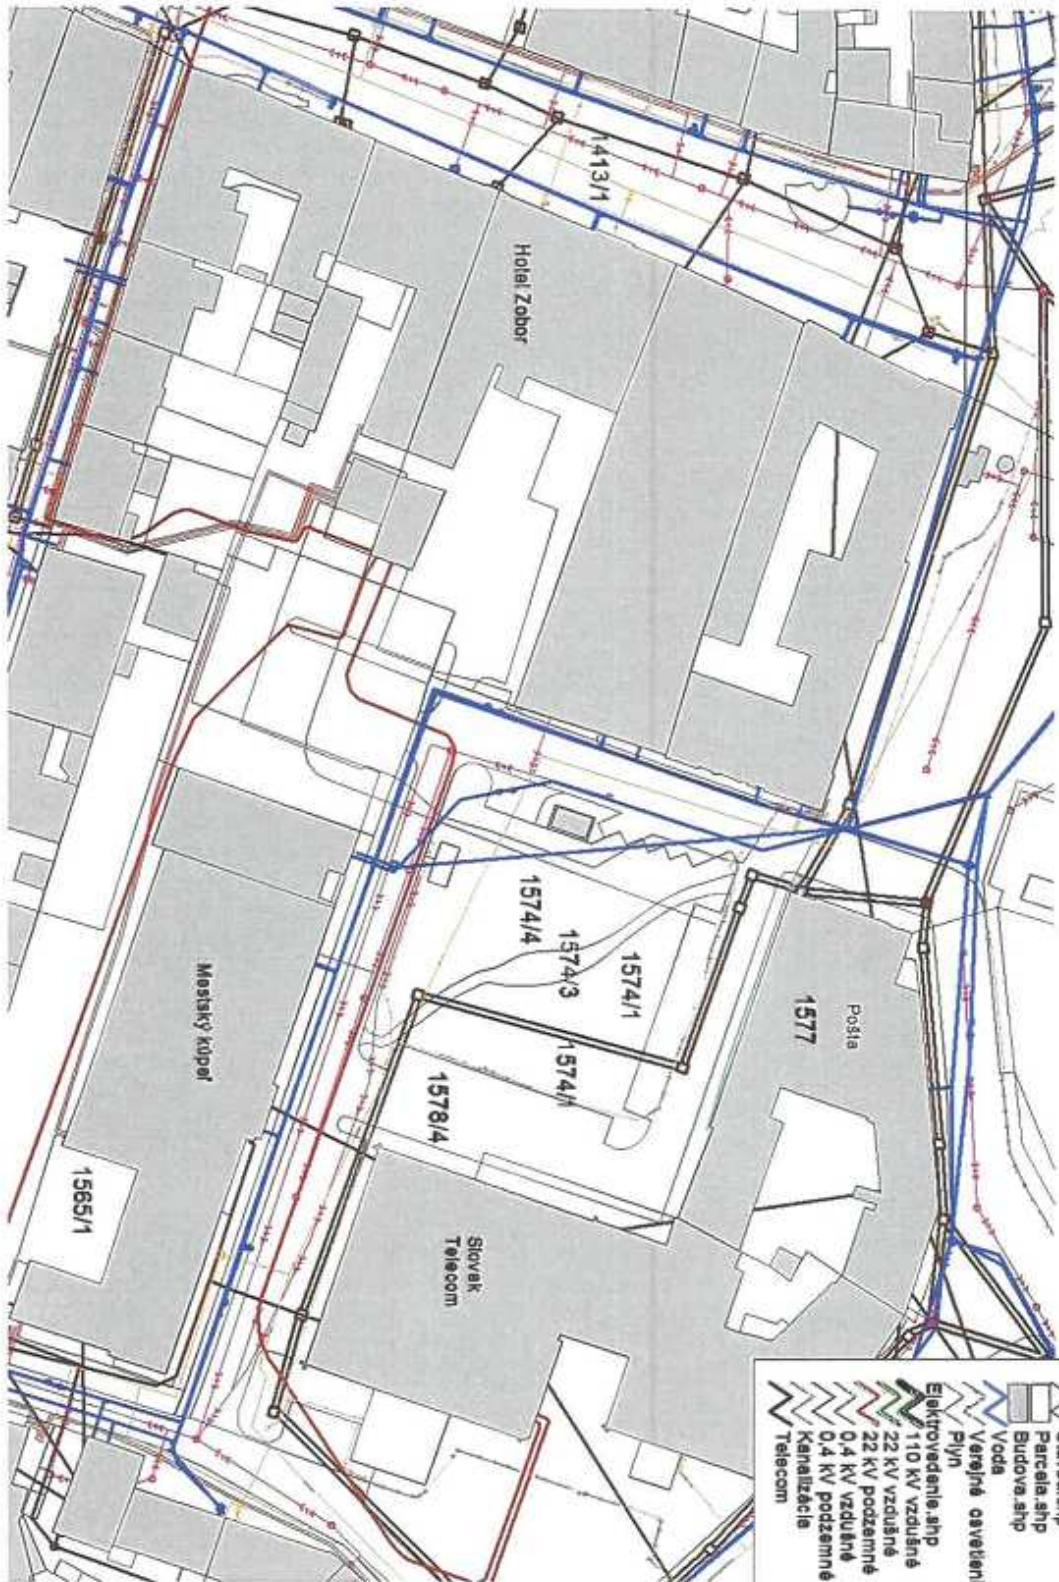 1413/1
Hotel Zobor
1574/4
1574/3
1574/1
1574/1
1578/4
Pošta
1577
Mestský kúpeľ
1565/1
Slovak
Telecom
Parcela.shp
Budova.shp
Voda
Verejné osvetleni
Plyn
Elektrovedenie.shp
110 kV vzdušné
22 kV vzdušné
22 kV podzemné
0,4 kV vzdušné
0,4 kV podzemné
Kanalizácia
Telecom